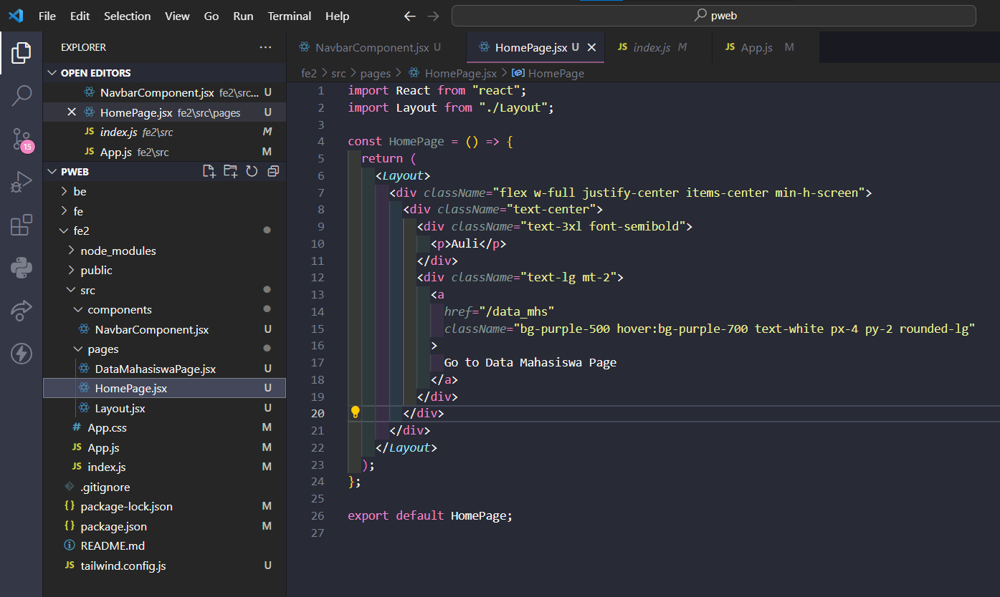 File Edit Selection View Go Run Terminal Help pweb
EXPLORER ...
OPEN EDITORS
NavbarComponent.jsx fe2\src... U
HomePage.jsx fe2\src\pages U
index.js fe2\src M
App.js fe2\src M
PWEB
be
fe
fe2
node_modules
public
src
components
NavbarComponent.jsx U
pages
DataMahasiswaPage.jsx U
HomePage.jsx U
Layout.jsx U
App.css M
App.js M
index.js M
.gitignore
package-lock.json M
package.json M
README.md
tailwind.config.js U
15
NavbarComponent.jsx U HomePage.jsx U index.js M App.js M
fe2 > src > pages > HomePage.jsx > HomePage
1 import React from "react";
2 import Layout from "./Layout";
3
4 const HomePage = () => {
5 return (
6 <Layout>
7 <div className="flex w-full justify-center items-center min-h-screen">
8 <div className="text-center">
9 <div className="text-3xl font-semibold">
10 <p>Auli</p>
11 </div>
12 <div className="text-lg mt-2">
13 <a
14 href="/data_mhs"
15 className="bg-purple-500 hover:bg-purple-700 text-white px-4 py-2 rounded-lg"
16 >
17 Go to Data Mahasiswa Page
18 </a>
19 </div>
20 </div>
21 </div>
22 </Layout>
23 );
24 };
25
26 export default HomePage;
27